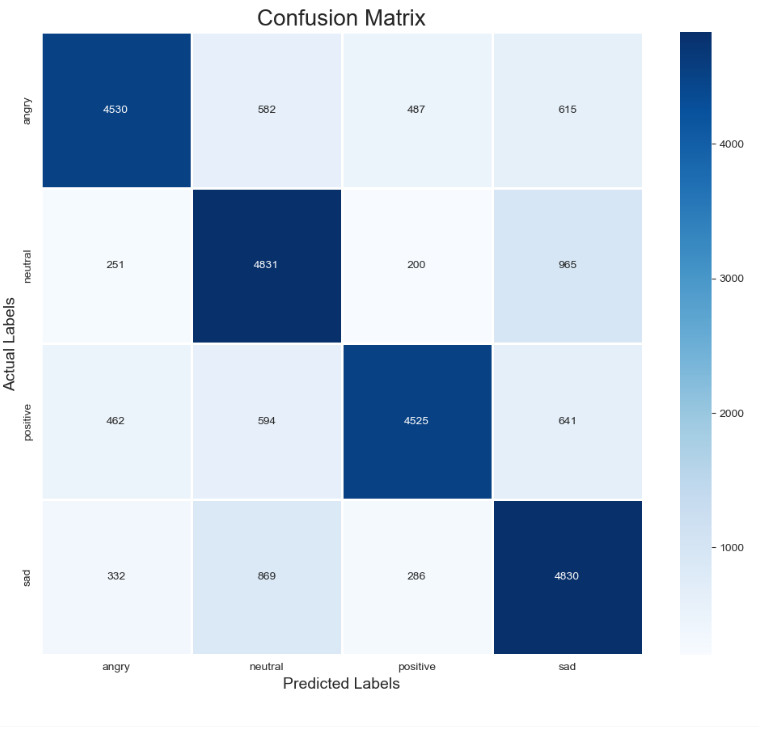 Confusion Matrix
Actual Labels
angry
4530 582 487 615
neutral
251 4831 200 965
positive
462 594 4525 641
sad
332 869 286 4830
angry neutral positive sad
Predicted Labels
4000
3000
2000
1000